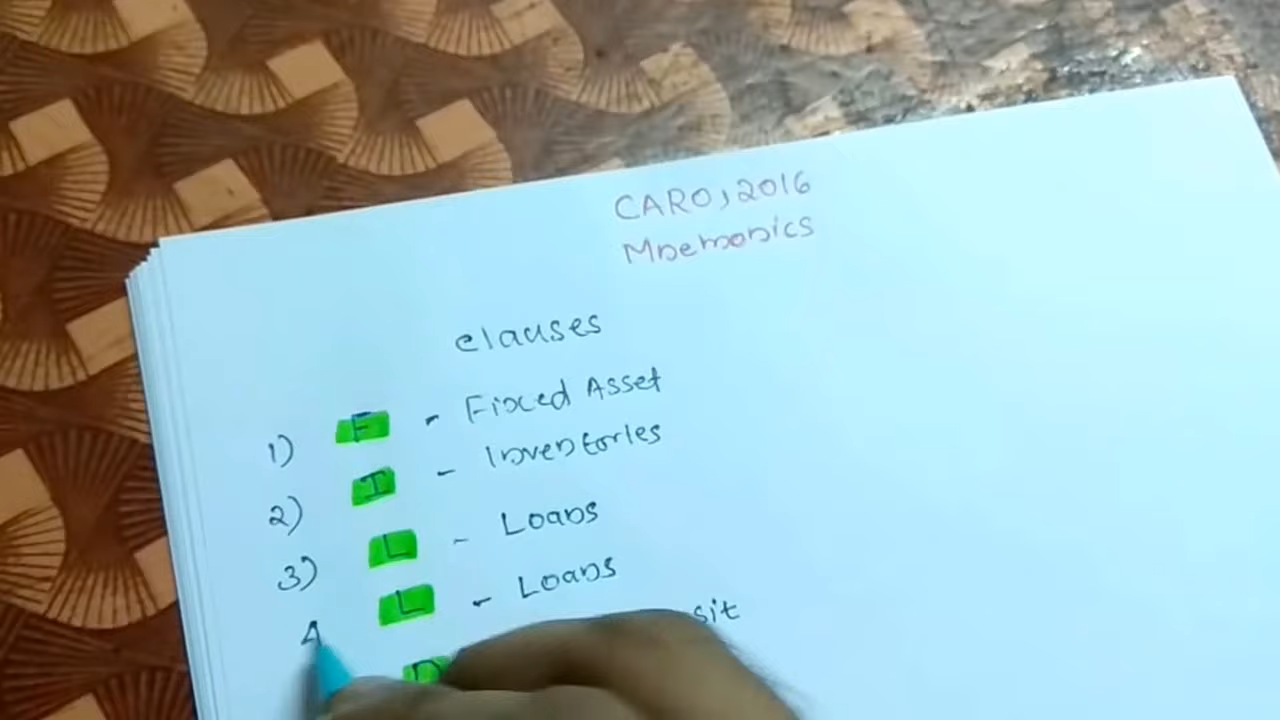 CARO, 2016
Mnemonics
clauses
1) F - Fixed Asset
2) I - Inventories
3) L - Loans
4 L - Loans
D